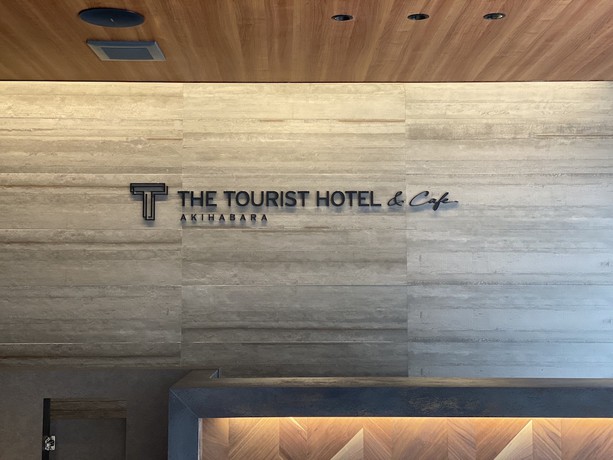 T THE TOURIST HOTEL & Cafe
AKIHABARA